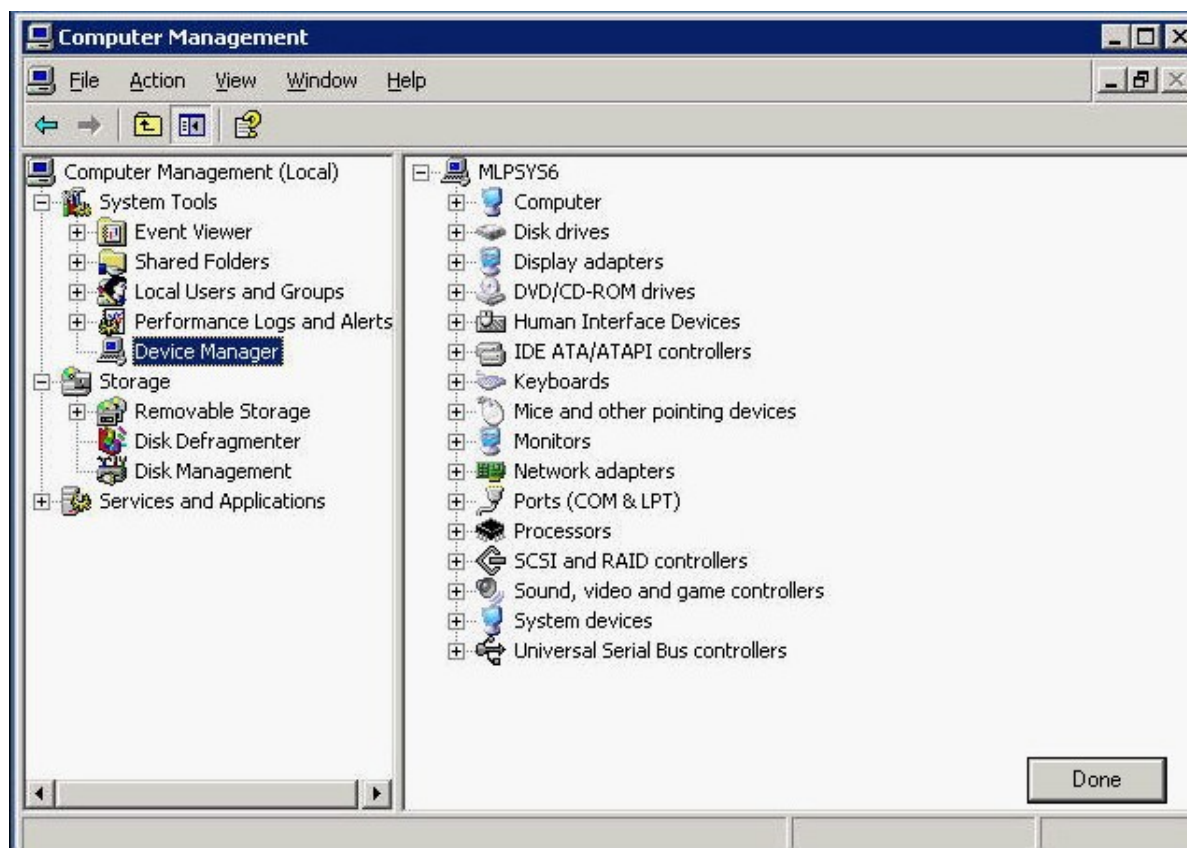 Computer Management
File Action View Window Help
Computer Management (Local)
System Tools
Event Viewer
Shared Folders
Local Users and Groups
Performance Logs and Alerts
Device Manager
Storage
Removable Storage
Disk Defragmenter
Disk Management
Services and Applications
MLPSYS6
Computer
Disk drives
Display adapters
DVD/CD-ROM drives
Human Interface Devices
IDE ATA/ATAPI controllers
Keyboards
Mice and other pointing devices
Monitors
Network adapters
Ports (COM & LPT)
Processors
SCSI and RAID controllers
Sound, video and game controllers
System devices
Universal Serial Bus controllers
Done